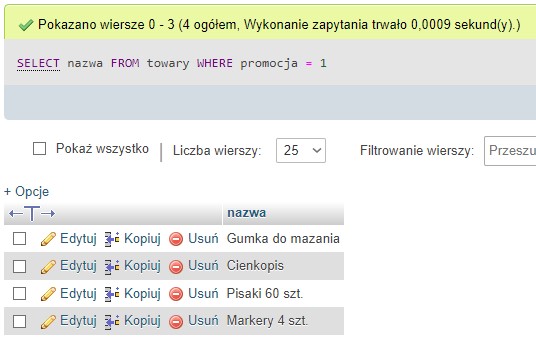 Pokazano wiersze 0 - 3 (4 ogółem, Wykonanie zapytania trwało 0,0009 sekund(y).)
SELECT nazwa FROM towary WHERE promocja = 1
Pokaż wszystko | Liczba wierszy: 25 Filtrowanie wierszy: Przeszu
+ Opcje
←T→ nazwa
Edytuj Kopiuj Usuń Gumka do mazania
Edytuj Kopiuj Usuń Cienkopis
Edytuj Kopiuj Usuń Pisaki 60 szt.
Edytuj Kopiuj Usuń Markery 4 szt.